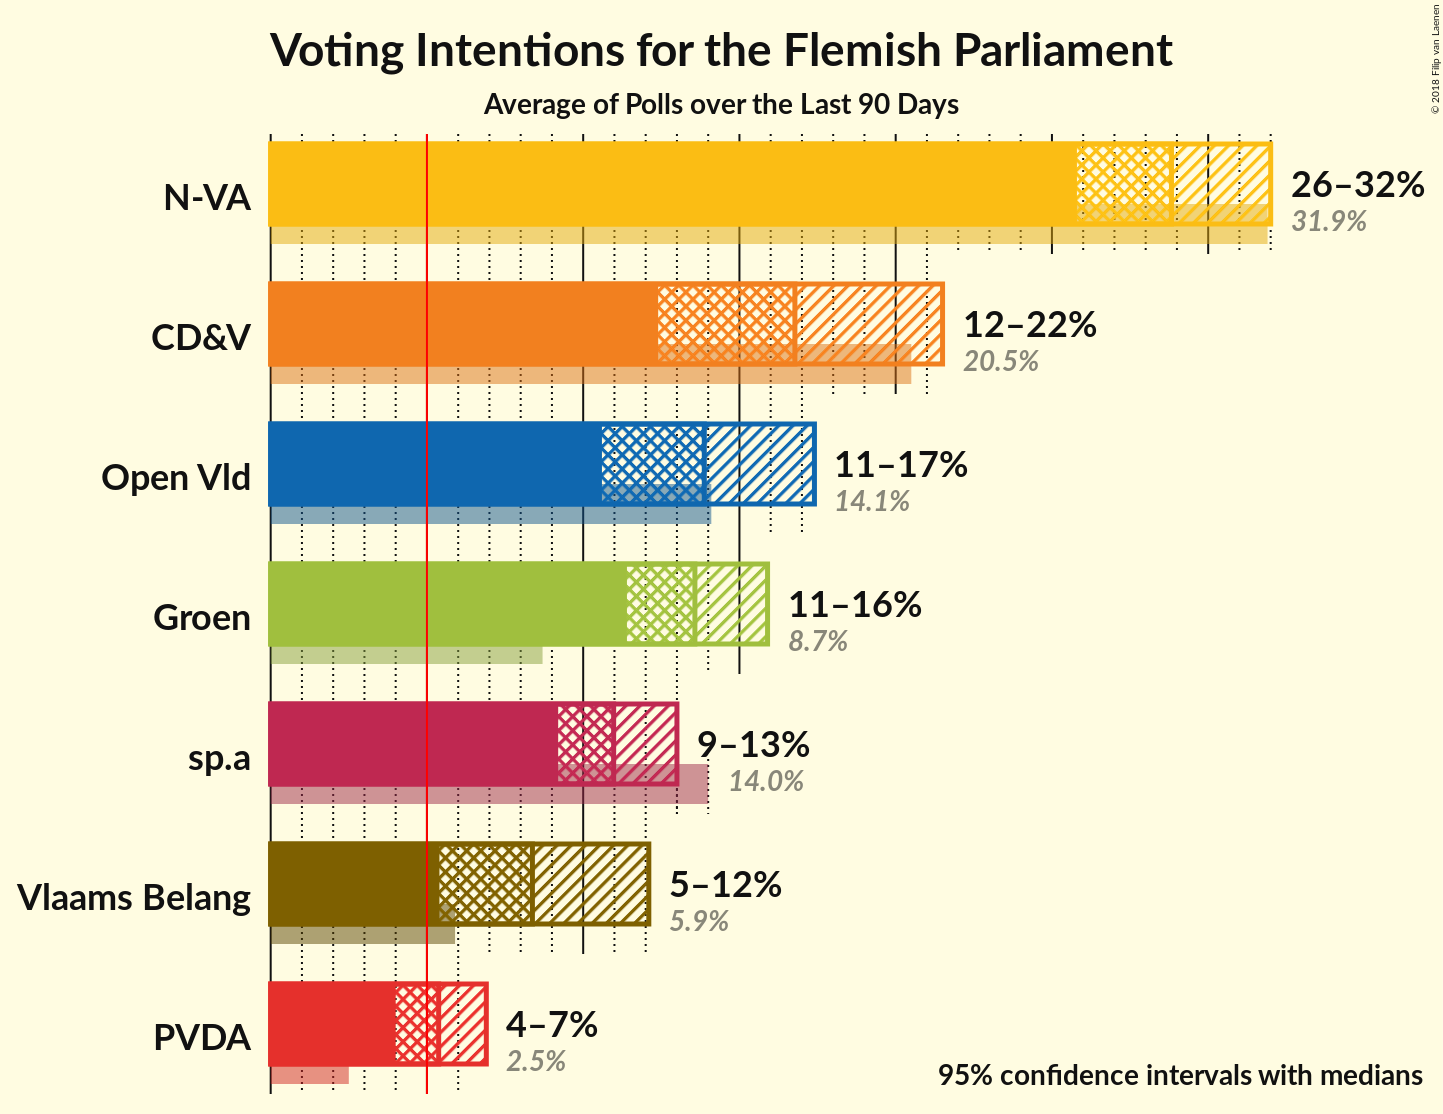 Voting Intentions for the Flemish Parliament
Average of Polls over the Last 90 Days
© 2018 Filip van Laenen
N-VA
26–32%
31.9%
CD&V
12–22%
20.5%
Open Vld
11–17%
14.1%
Groen
11–16%
8.7%
sp.a
9–13%
14.0%
Vlaams Belang
5–12%
5.9%
PVDA
4–7%
2.5%
95% confidence intervals with medians